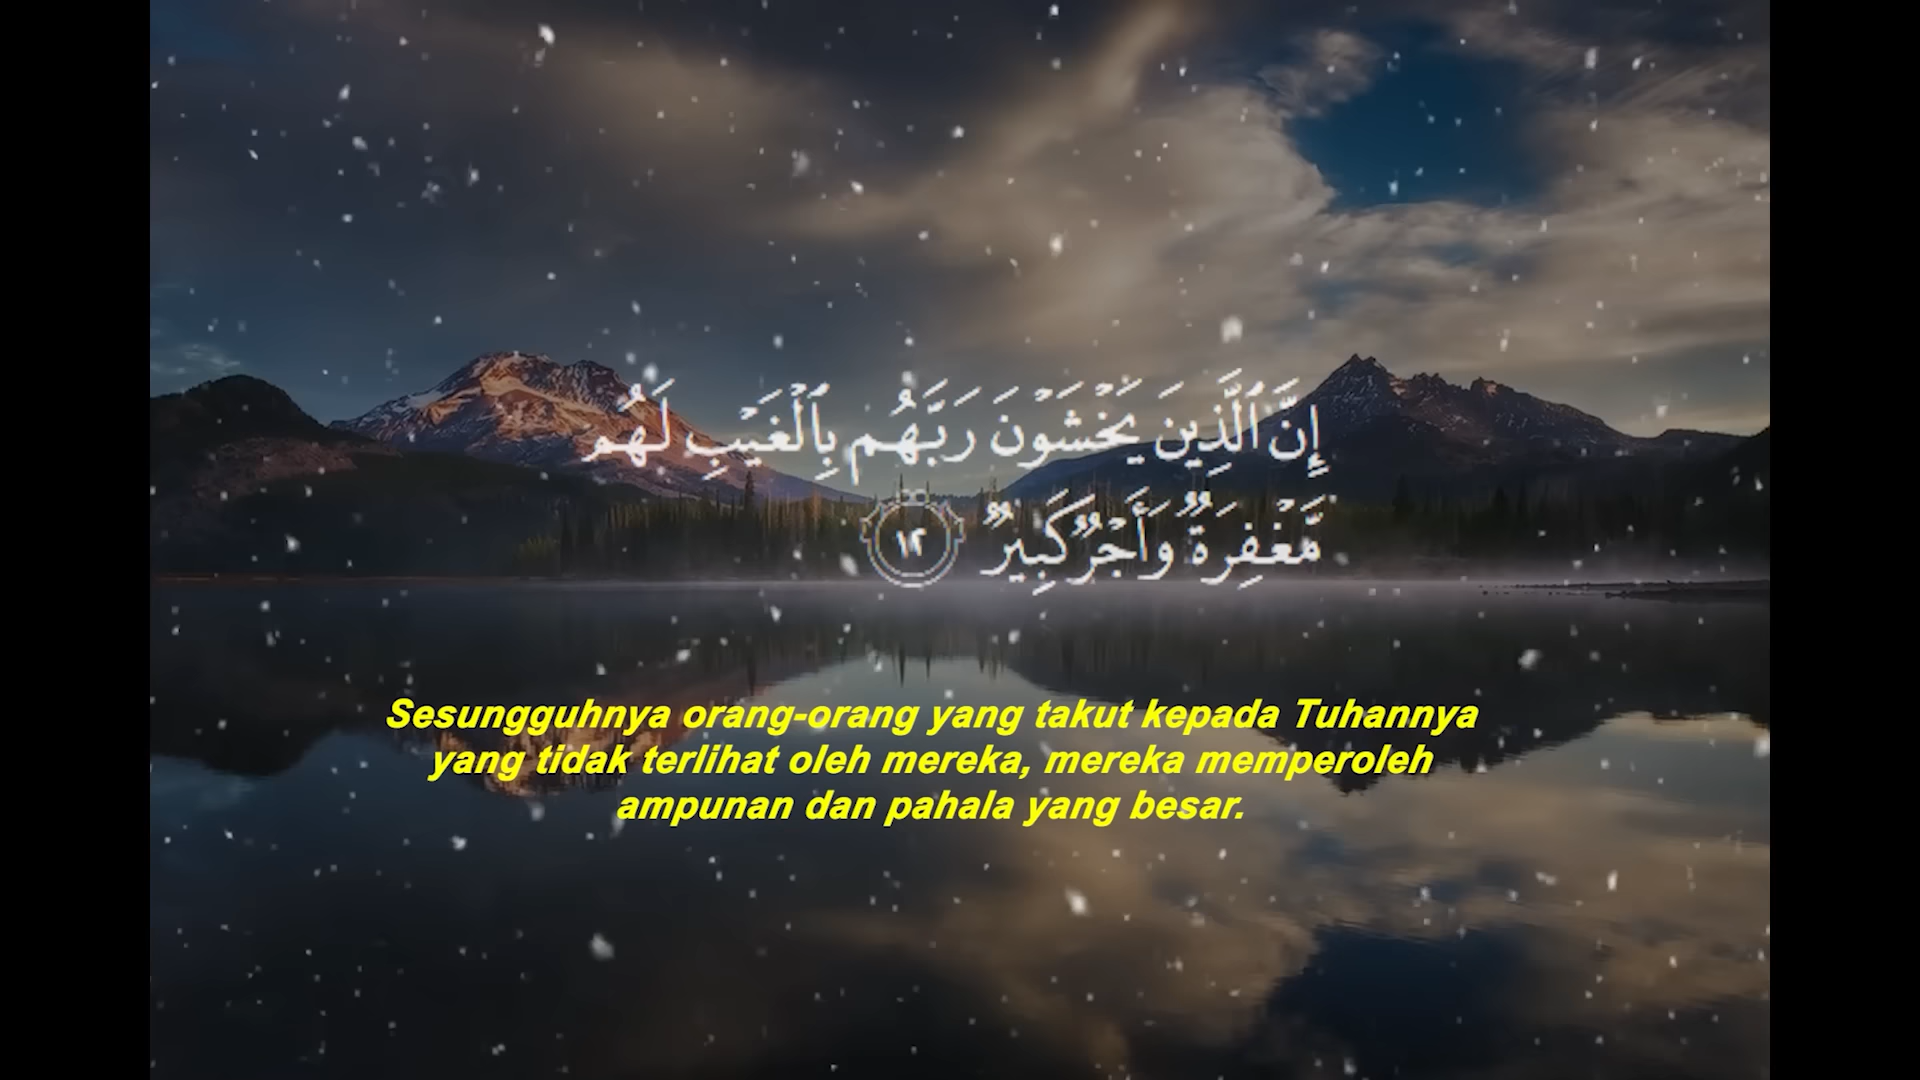 إِنَّ ٱلَّذِينَ يَخْشَوْنَ رَبَّهُم بِٱلْغَيْبِ لَهُم
مَّغْفِرَةٌ وَأَجْرٌ كَبِيرٌ ١٢
Sesungguhnya orang-orang yang takut kepada Tuhannya
yang tidak terlihat oleh mereka, mereka memperoleh
ampunan dan pahala yang besar.